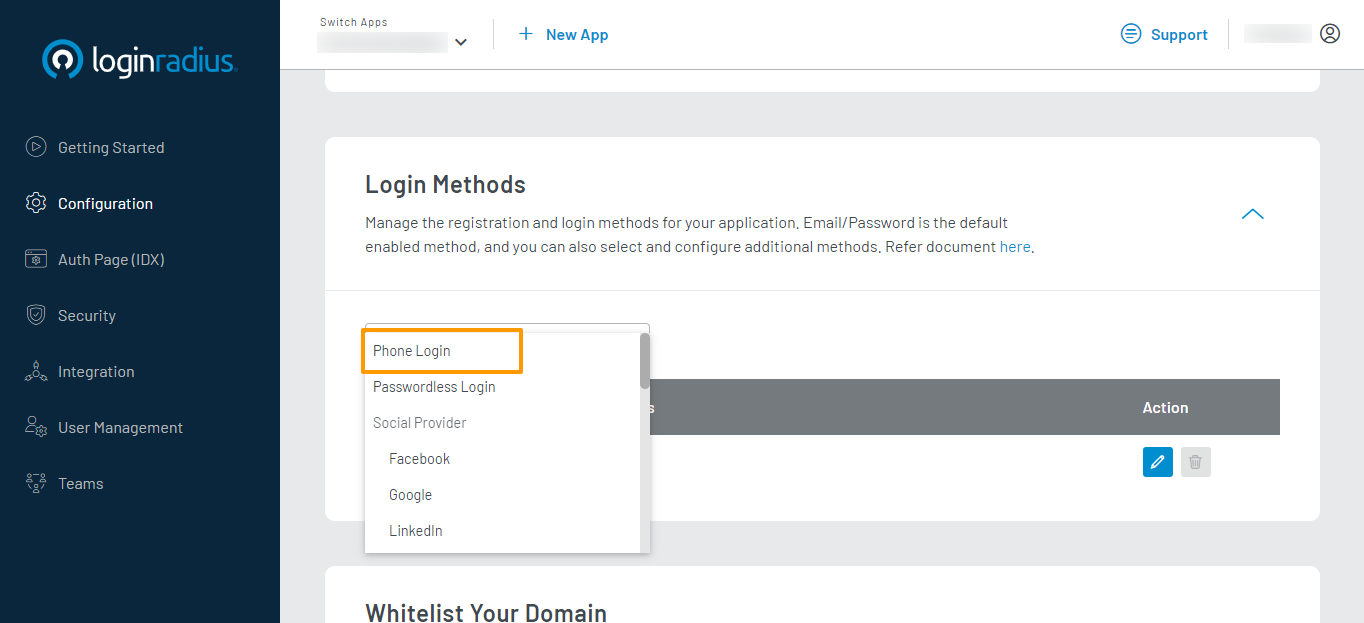 loginradius
Switch Apps
New App
Support
Getting Started
Configuration
Auth Page (IDX)
Security
Integration
User Management
Teams
Login Methods
Manage the registration and login methods for your application. Email/Password is the default
enabled method, and you can also select and configure additional methods. Refer document here.
Phone Login
Passwordless Login
Social Provider
Facebook
Google
LinkedIn
Action
Whitelist Your Domain